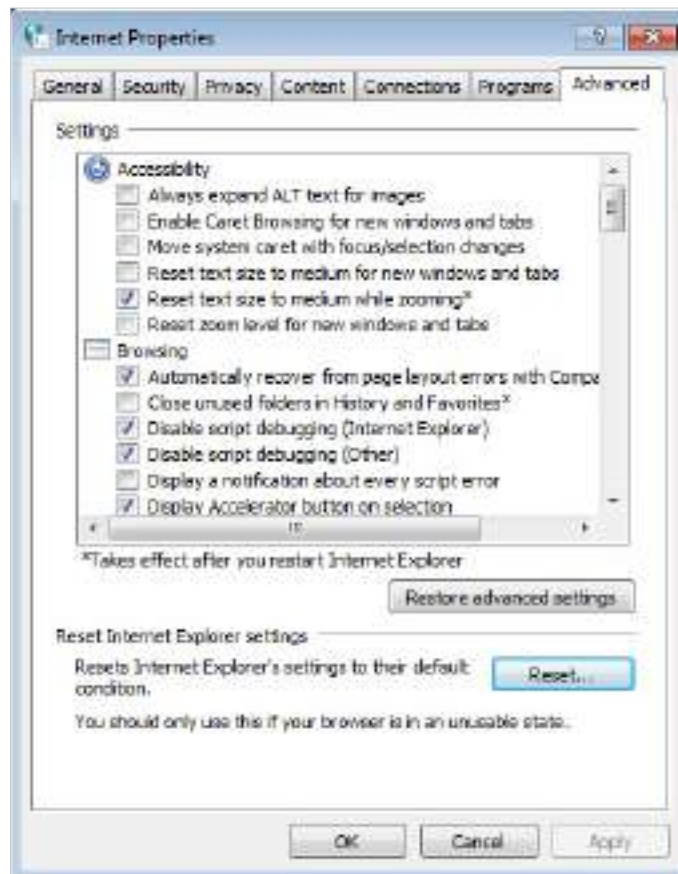 Internet Properties
General Security Privacy Content Connections Programs Advanced
Settings
Accessibility
Always expand ALT text for images
Enable Caret Browsing for new windows and tabs
Move system caret with focus/selection changes
Reset text size to medium for new windows and tabs
Reset text size to medium while zooming*
Reset zoom level for new windows and tabs
Browsing
Automatically recover from page layout errors with Compa
Close unused folders in History and Favorites*
Disable script debugging (Internet Explorer)
Disable script debugging (Other)
Display a notification about every script error
Display Accelerator button on selection
*Takes effect after you restart Internet Explorer
Restore advanced settings
Reset Internet Explorer settings
Resets Internet Explorer's settings to their default
condition.
Reset...
You should only use this if your browser is in an unusable state.
OK Cancel Apply